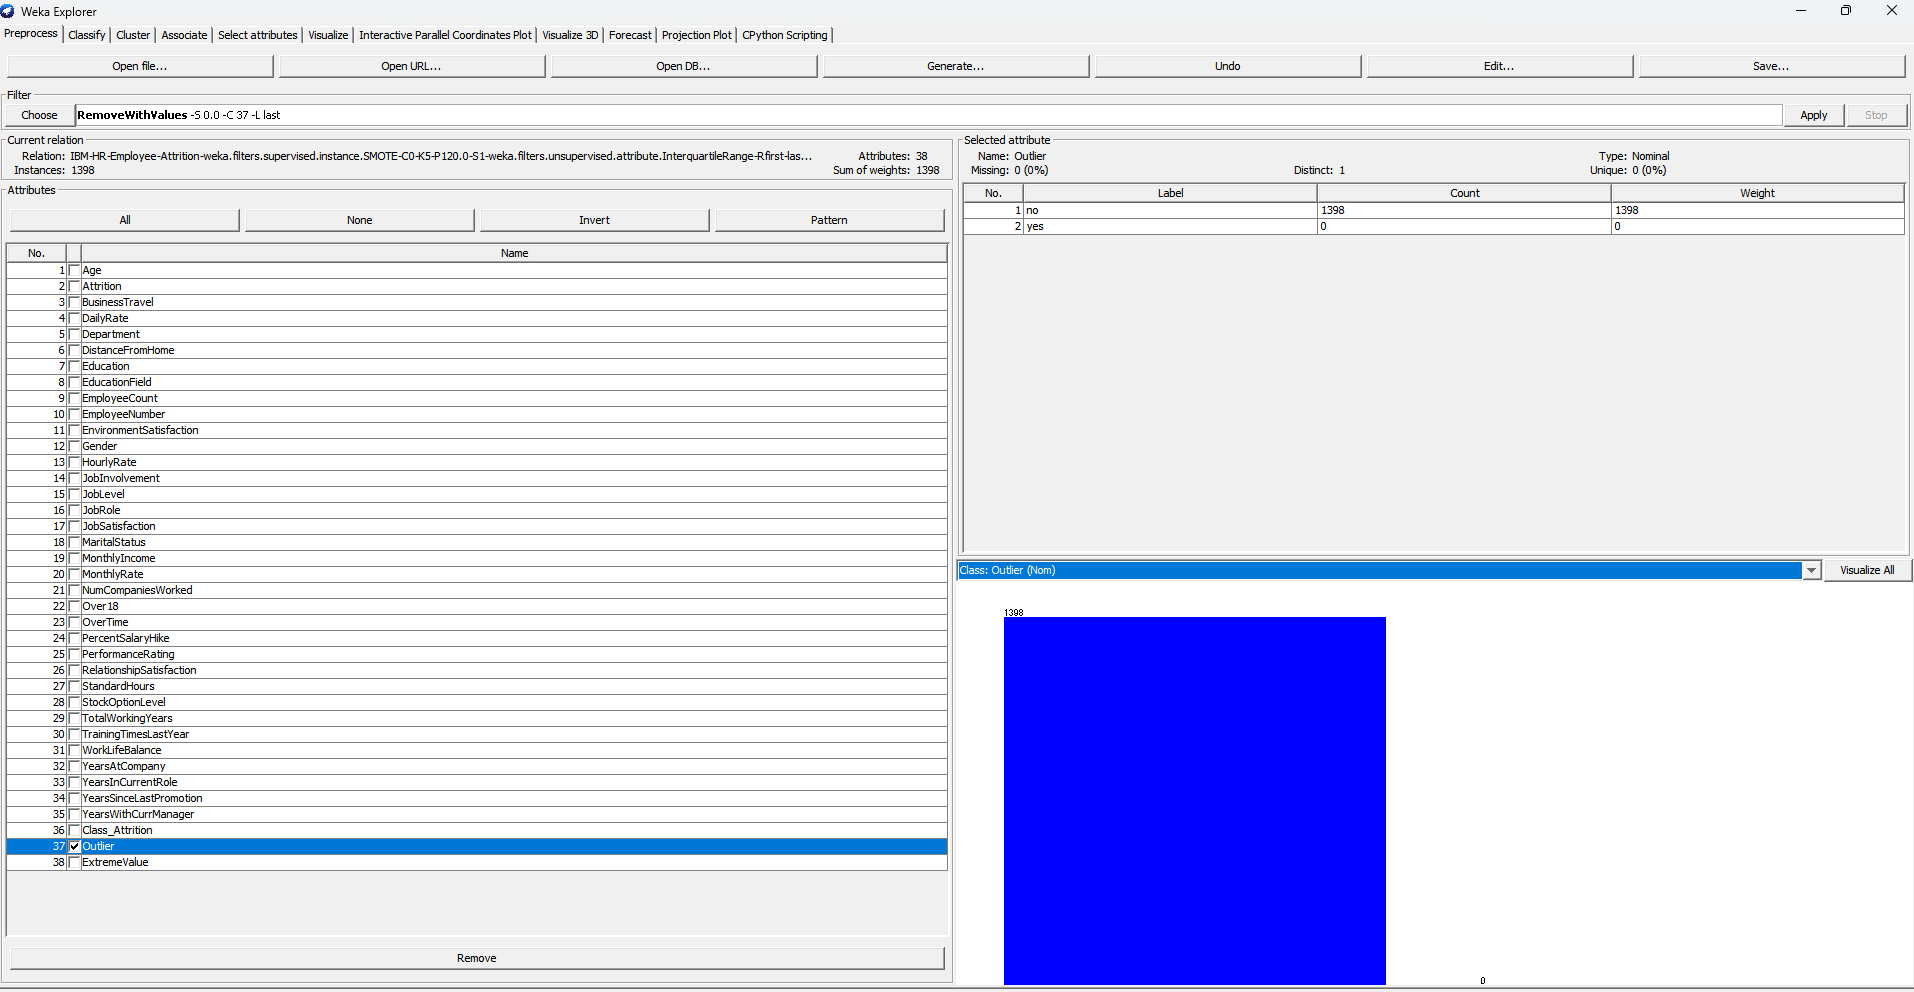 Weka Explorer
Preprocess Classify Cluster Associate Select attributes Visualize Interactive Parallel Coordinates Plot Visualize 3D Forecast Projection Plot CPython Scripting
Open file... Open URL... Open DB... Generate... Undo Edit... Save...
Filter
Choose RemoveWithValues -S 0.0 -C 37 -L last Apply Stop
Current relation
Relation: IBM-HR-Employee-Attrition-weka.filters.supervised.instance.SMOTE-C0-K5-P120.0-S1-weka.filters.unsupervised.attribute.InterquartileRange-Rfirst-las... Attributes: 38
Instances: 1398 Sum of weights: 1398
Attributes
All None Invert Pattern
No. Name
1 Age
2 Attrition
3 BusinessTravel
4 DailyRate
5 Department
6 DistanceFromHome
7 Education
8 EducationField
9 EmployeeCount
10 EmployeeNumber
11 EnvironmentSatisfaction
12 Gender
13 HourlyRate
14 JobInvolvement
15 JobLevel
16 JobRole
17 JobSatisfaction
18 MaritalStatus
19 MonthlyIncome
20 MonthlyRate
21 NumCompaniesWorked
22 Over18
23 OverTime
24 PercentSalaryHike
25 PerformanceRating
26 RelationshipSatisfaction
27 StandardHours
28 StockOptionLevel
29 TotalWorkingYears
30 TrainingTimesLastYear
31 WorkLifeBalance
32 YearsAtCompany
33 YearsInCurrentRole
34 YearsSinceLastPromotion
35 YearsWithCurrManager
36 Class_Attrition
37 Outlier
38 ExtremeValue
Remove
Selected attribute
Name: Outlier Type: Nominal
Missing: 0 (0%) Distinct: 1 Unique: 0 (0%)
No. Label Count Weight
1 no 1398 1398
2 yes 0 0
Class: Outlier (Nom) Visualize All
1398
0